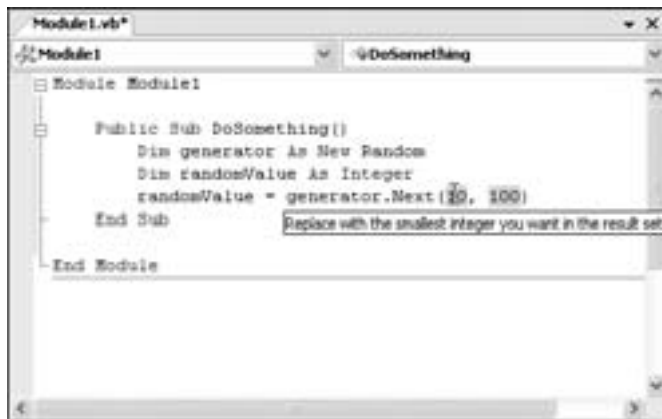 Module1.vb*
Module1 DoSomething
Module Module1
Public Sub DoSomething()
Dim generator As New Random
Dim randomValue As Integer
randomValue = generator.Next(10, 100)
End Sub
Replace with the smallest integer you want in the result set
End Module